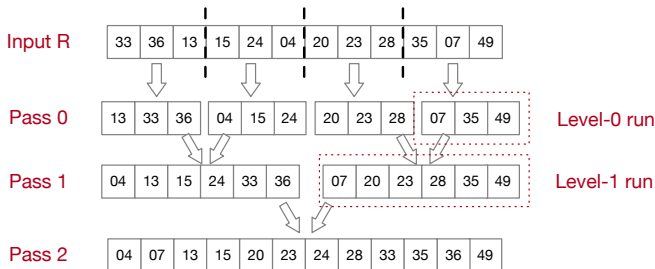 Input R 33 36 13 15 24 04 20 23 28 35 07 49
Pass 0 13 33 36 04 15 24 20 23 28 07 35 49 Level-0 run
Pass 1 04 13 15 24 33 36 07 20 23 28 35 49 Level-1 run
Pass 2 04 07 13 15 20 23 24 28 33 35 36 49